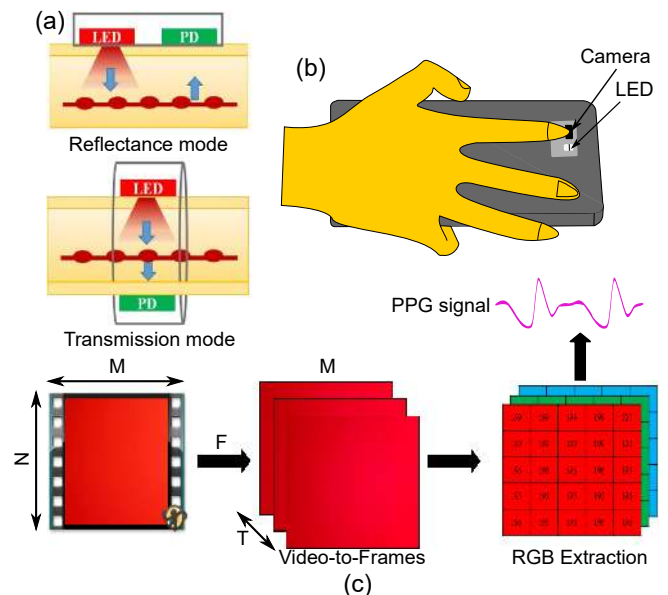 (a)
LED
PD
Reflectance mode
LED
PD
Transmission mode
(b)
Camera
LED
PPG signal
M
N
F
M
T
Video-to-Frames
RGB Extraction
(c)